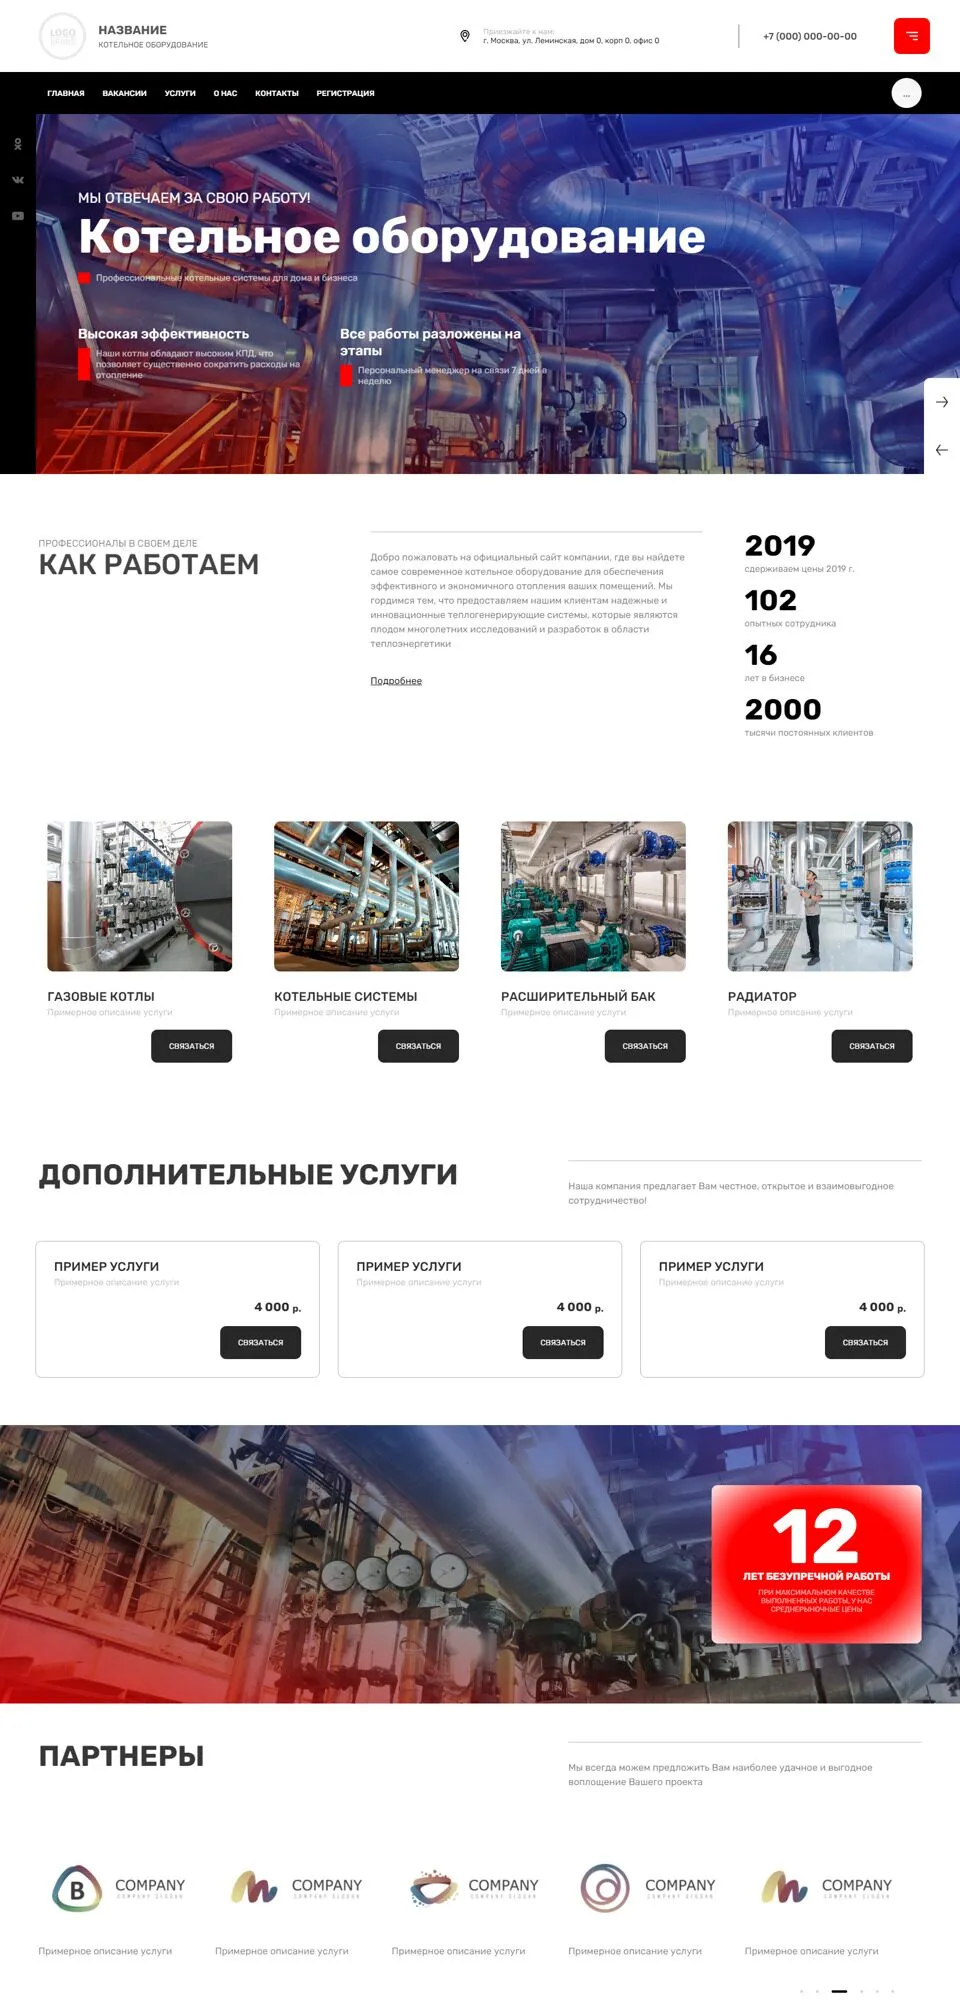 LOGO
НАЗВАНИЕ
КОТЕЛЬНОЕ ОБОРУДОВАНИЕ
Приезжайте к нам:
г. Москва, ул. Ленинская, дом 0, корп 0, офис 0
+7 (000) 000-00-00
ГЛАВНАЯ ВАКАНСИИ УСЛУГИ О НАС КОНТАКТЫ РЕГИСТРАЦИЯ
...
МЫ ОТВЕЧАЕМ ЗА СВОЮ РАБОТУ!
Котельное оборудование
Профессиональные котельные системы для дома и бизнеса
Высокая эффективность
Наши котлы обладают высоким КПД, что
позволяет существенно сократить расходы на
отопление
Все работы разложены на
этапы
Персональный менеджер на связи 7 дней в
неделю
ПРОФЕССИОНАЛЫ В СВОЕМ ДЕЛЕ
КАК РАБОТАЕМ
Добро пожаловать на официальный сайт компании, где вы найдете
самое современное котельное оборудование для обеспечения
эффективного и экономичного отопления ваших помещений. Мы
гордимся тем, что предоставляем нашим клиентам надежные и
инновационные теплогенерирующие системы, которые являются
плодом многолетних исследований и разработок в области
теплоэнергетики
Подробнее
2019
сдерживаем цены 2019 г.
102
опытных сотрудника
16
лет в бизнесе
2000
тысячи постоянных клиентов
ГАЗОВЫЕ КОТЛЫ
Примерное описание услуги
СВЯЗАТЬСЯ
КОТЕЛЬНЫЕ СИСТЕМЫ
Примерное описание услуги
СВЯЗАТЬСЯ
РАСШИРИТЕЛЬНЫЙ БАК
Примерное описание услуги
СВЯЗАТЬСЯ
РАДИАТОР
Примерное описание услуги
СВЯЗАТЬСЯ
ДОПОЛНИТЕЛЬНЫЕ УСЛУГИ
Наша компания предлагает Вам честное, открытое и взаимовыгодное
сотрудничество!
ПРИМЕР УСЛУГИ
Примерное описание услуги
4 000 р.
СВЯЗАТЬСЯ
ПРИМЕР УСЛУГИ
Примерное описание услуги
4 000 р.
СВЯЗАТЬСЯ
ПРИМЕР УСЛУГИ
Примерное описание услуги
4 000 р.
СВЯЗАТЬСЯ
12
ЛЕТ БЕЗУПРЕЧНОЙ РАБОТЫ
ПРИ МАКСИМАЛЬНОМ КАЧЕСТВЕ
ВЫПОЛНЕННЫХ РАБОТЫ, У НАС
СРЕДНЕРЫНОЧНЫЕ ЦЕНЫ
ПАРТНЕРЫ
Мы всегда можем предложить Вам наиболее удачное и выгодное
воплощение Вашего проекта
B COMPANY
COMPANY SLOGAN
COMPANY
COMPANY SLOGAN
COMPANY
COMPANY SLOGAN
COMPANY
COMPANY SLOGAN
COMPANY
COMPANY SLOGAN
Примерное описание услуги
Примерное описание услуги
Примерное описание услуги
Примерное описание услуги
Примерное описание услуги